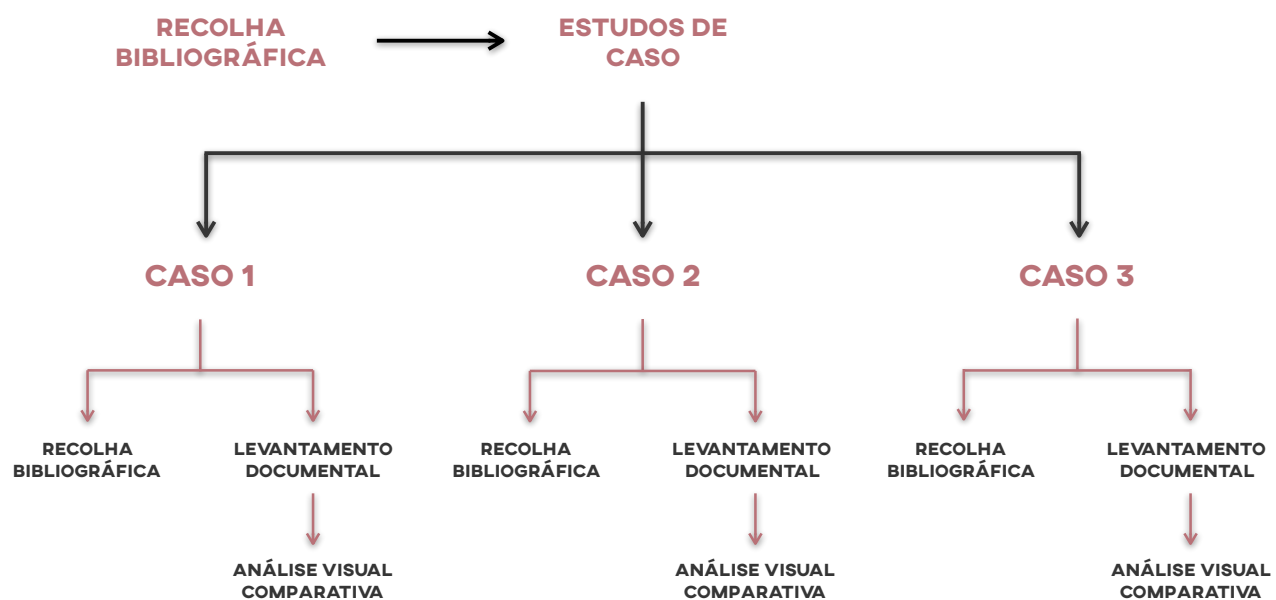 RECOLHA
BIBLIOGRÁFICA
ESTUDOS DE
CASO
CASO 1
CASO 2
CASO 3
RECOLHA
BIBLIOGRÁFICA
LEVANTAMENTO
DOCUMENTAL
RECOLHA
BIBLIOGRÁFICA
LEVANTAMENTO
DOCUMENTAL
RECOLHA
BIBLIOGRÁFICA
LEVANTAMENTO
DOCUMENTAL
ANÁLISE VISUAL
COMPARATIVA
ANÁLISE VISUAL
COMPARATIVA
ANÁLISE VISUAL
COMPARATIVA